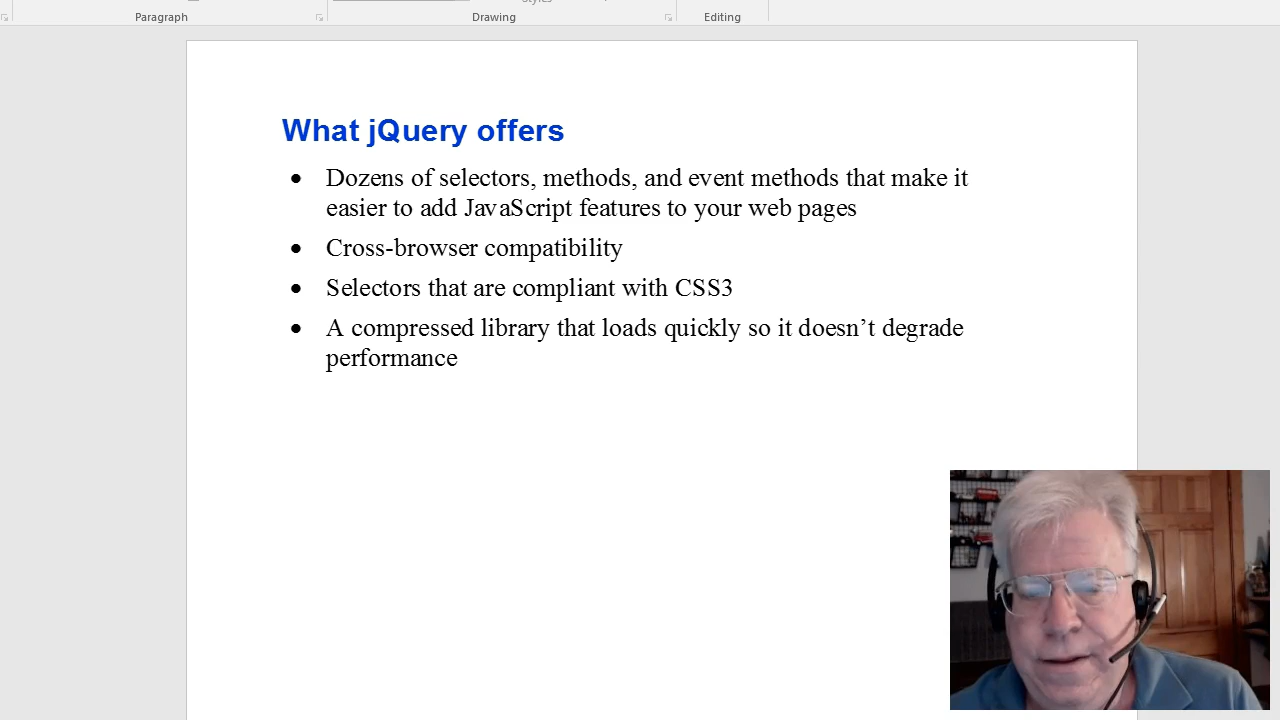 Paragraph
Drawing
Editing
What jQuery offers
• Dozens of selectors, methods, and event methods that make it
easier to add JavaScript features to your web pages
• Cross-browser compatibility
• Selectors that are compliant with CSS3
• A compressed library that loads quickly so it doesn’t degrade
performance